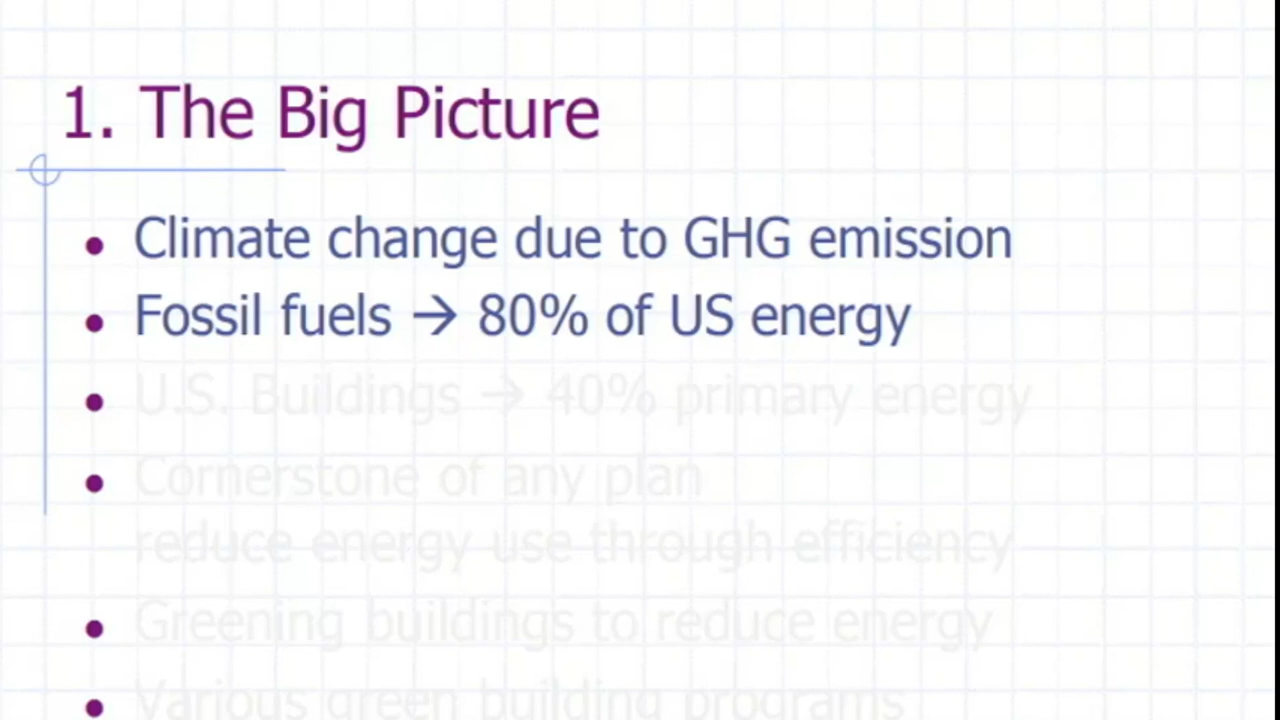 1. The Big Picture
• Climate change due to GHG emission
• Fossil fuels → 80% of US energy
• U.S. Buildings → 40% primary energy
• Cornerstone of any plan
reduce energy use through efficiency
• Greening buildings to reduce energy
• Various green building programs